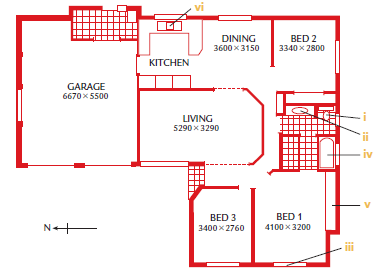 vi
DINING
3600 × 3150
BED 2
3340 × 2800
KITCHEN
GARAGE
6670 × 5500
LIVING
5290 × 3290
i
ii
iv
v
BED 3
3400 × 2760
BED 1
4100 × 3200
N
iii